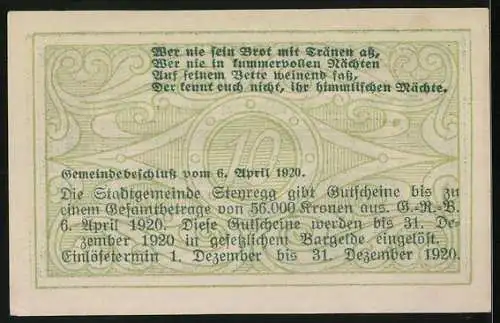 Wer nie sein Brot mit Tränen aß,
Wer nie in kummervollen Nächten
Auf seinem Bette weinend saß,
Der kennt euch nicht, ihr himmlischen Mächte.
10
Gemeindebeschluß vom 6. April 1920.
Die Stadtgemeinde Steyregg gibt Gutscheine bis zu
einem Gesamtbetrage von 56.000 Kronen aus. G.-R.-B.
6. April 1920. Diese Gutscheine werden bis 31. De-
zember 1920 in gesetzlichem Bargelde eingelöst.
Einlösetermin 1. Dezember bis 31. Dezember 1920.